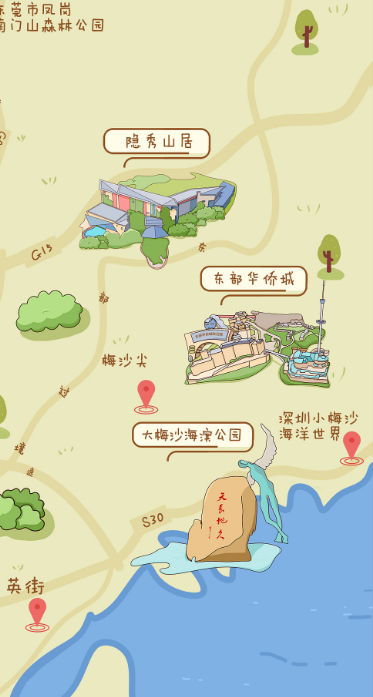 东莞市凤岗
南门山森林公园
隐秀山居
G15
东
东部华侨城
部
梅沙尖
过
大梅沙海滨公园
深圳小梅沙
海洋世界
境
通
天长地久
S30
英街